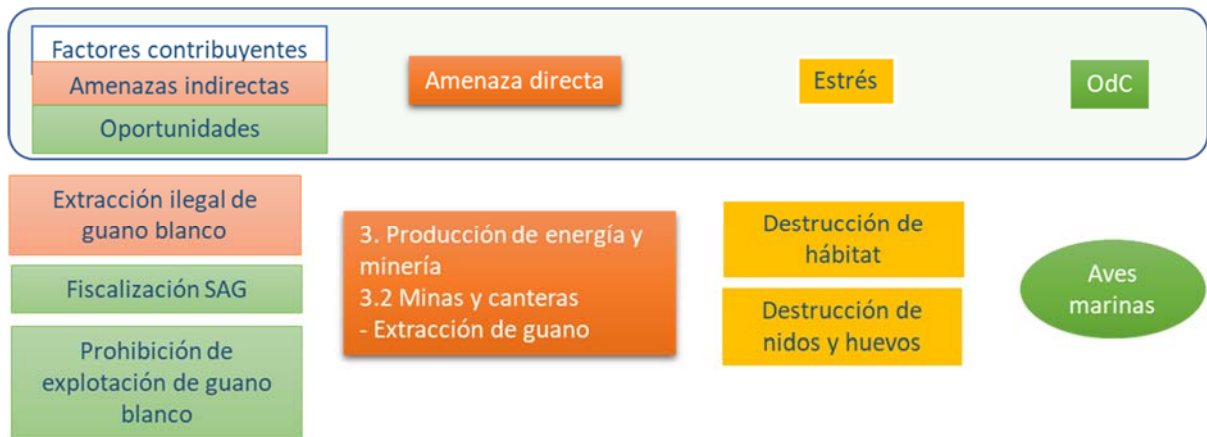 Factores contribuyentes
Amenazas indirectas
Oportunidades
Amenaza directa
Estrés
OdC
Extracción ilegal de
guano blanco
Fiscalización SAG
Prohibición de
explotación de guano
blanco
3. Producción de energía y
minería
3.2 Minas y canteras
- Extracción de guano
Destrucción de
hábitat
Destrucción de
nidos y huevos
Aves
marinas